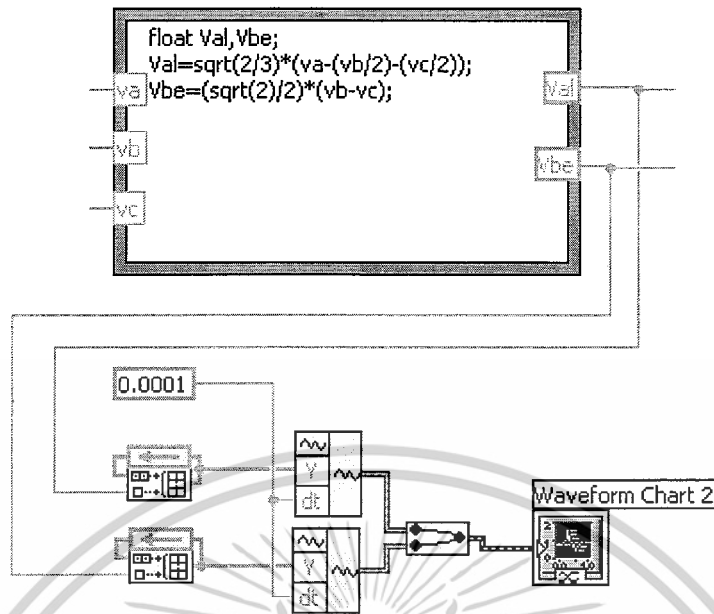 float Val,Vbe;
Val=sqrt(2/3)*(va-(vb/2)-(vc/2));
Vbe=(sqrt(2)/2)*(vb-vc);
va
Val
vb
Vbe
vc
0.0001
Y
dt
Waveform Chart 2
Y
dt